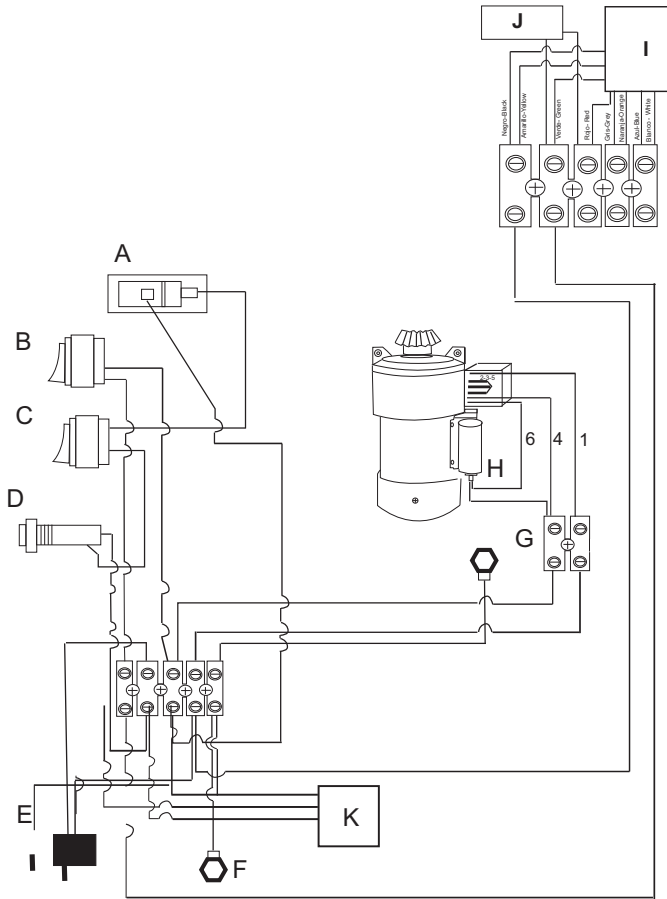 J
I
Negro-Black
Amarillo-Yallow
Verde- Green
Rojo- Red
Gris-Grey
Naranja-Orange
Azul-Blue
Blanco - White
A
B
C
D
2-3-5
6
4
1
H
G
E
F
K